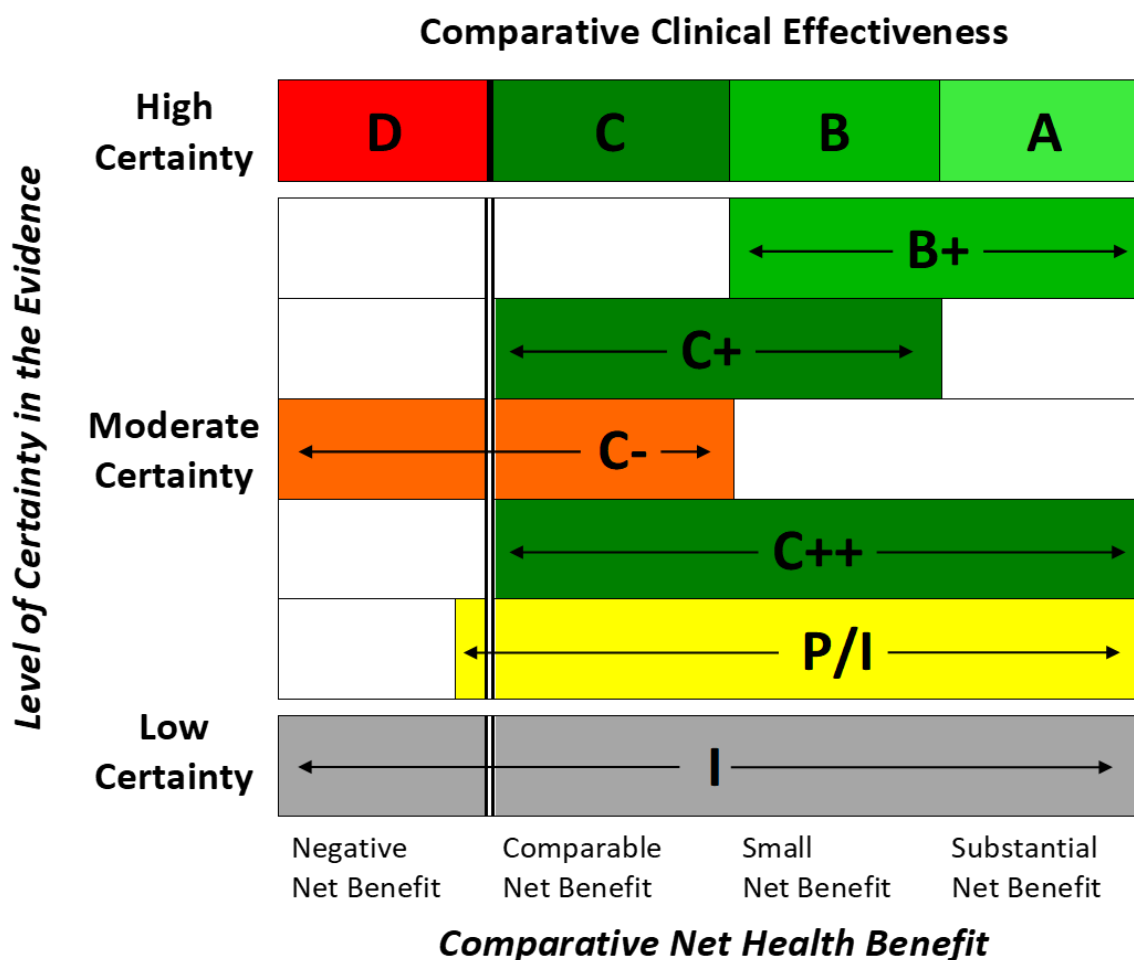 Comparative Clinical Effectiveness
High
Certainty
D
C
B
A
B+
C+
Moderate
Certainty
C-
C++
P/I
Low
Certainty
I
Level of Certainty in the Evidence
Negative
Net Benefit
Comparable
Net Benefit
Small
Net Benefit
Substantial
Net Benefit
Comparative Net Health Benefit